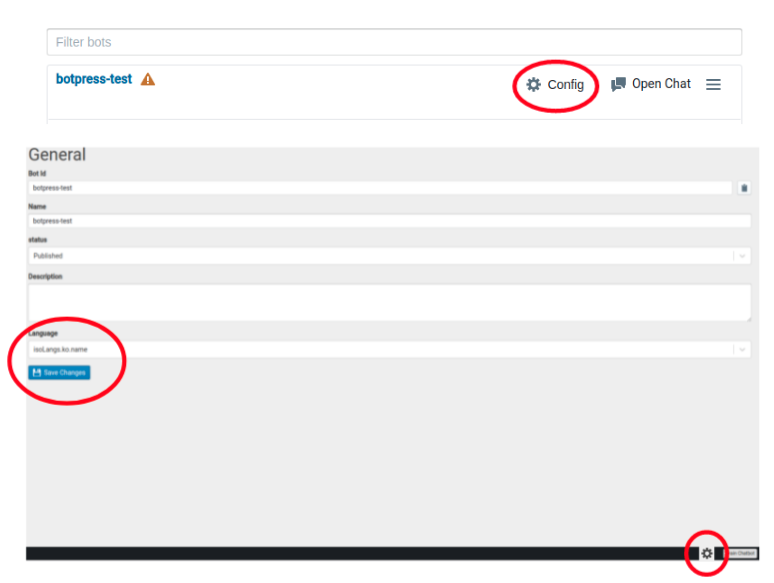 Filter bots
botpress-test Config Open Chat
General
Bot Id
botpress-test
Name
botpress-test
status
Published
Description
Language
isoLangs.ko.name
Save Changes